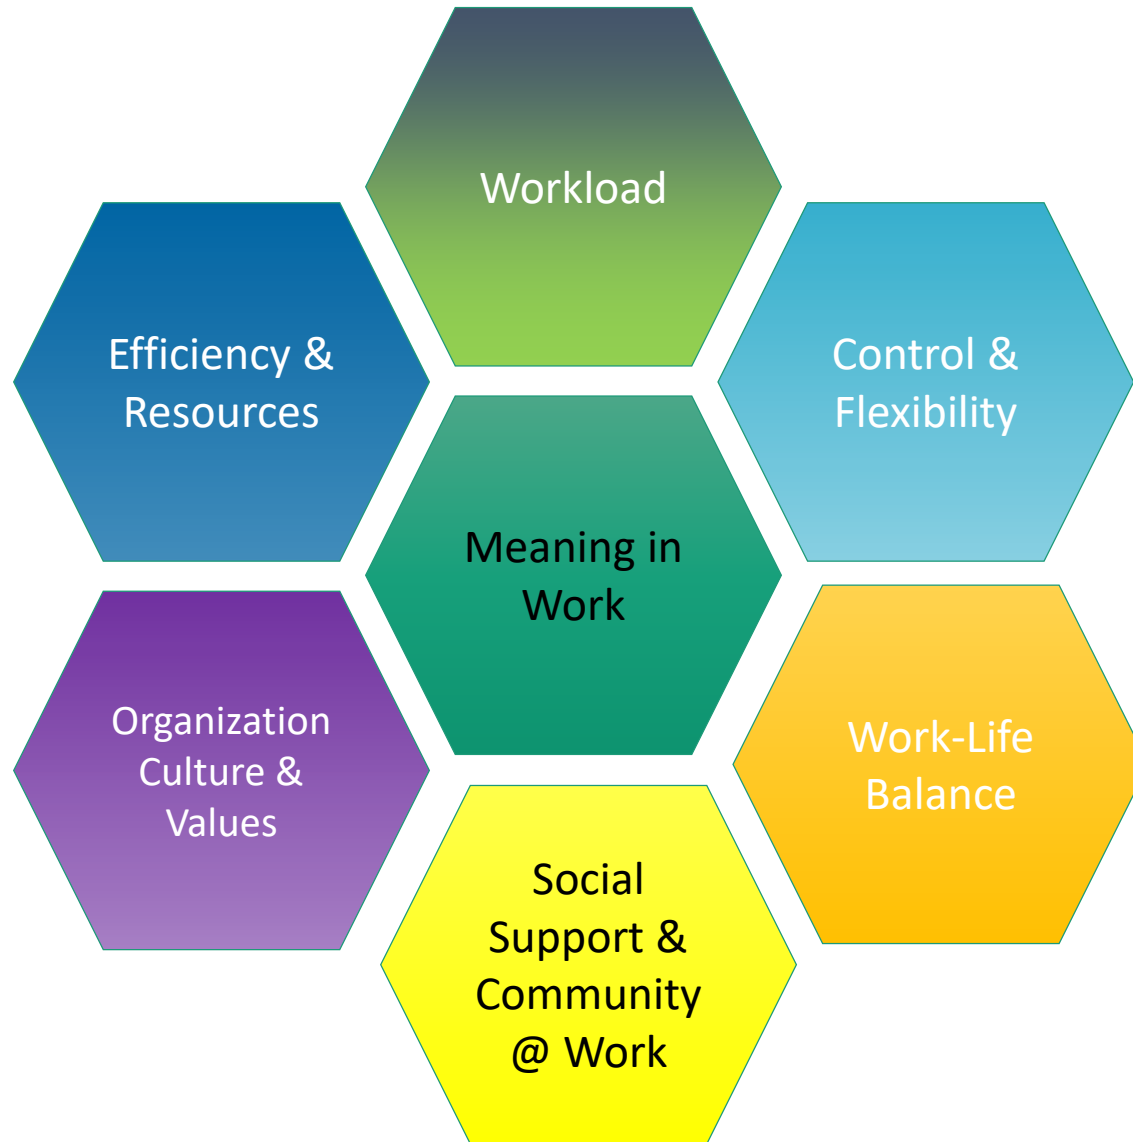 Workload
Efficiency &
Resources
Control &
Flexibility
Meaning in
Work
Organization
Culture &
Values
Work-Life
Balance
Social
Support &
Community
@ Work